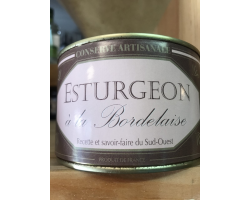 CONSERVE ARTISANALE
ESTURGEON
à la Bordelaise
Recette et savoir-faire du Sud-Ouest